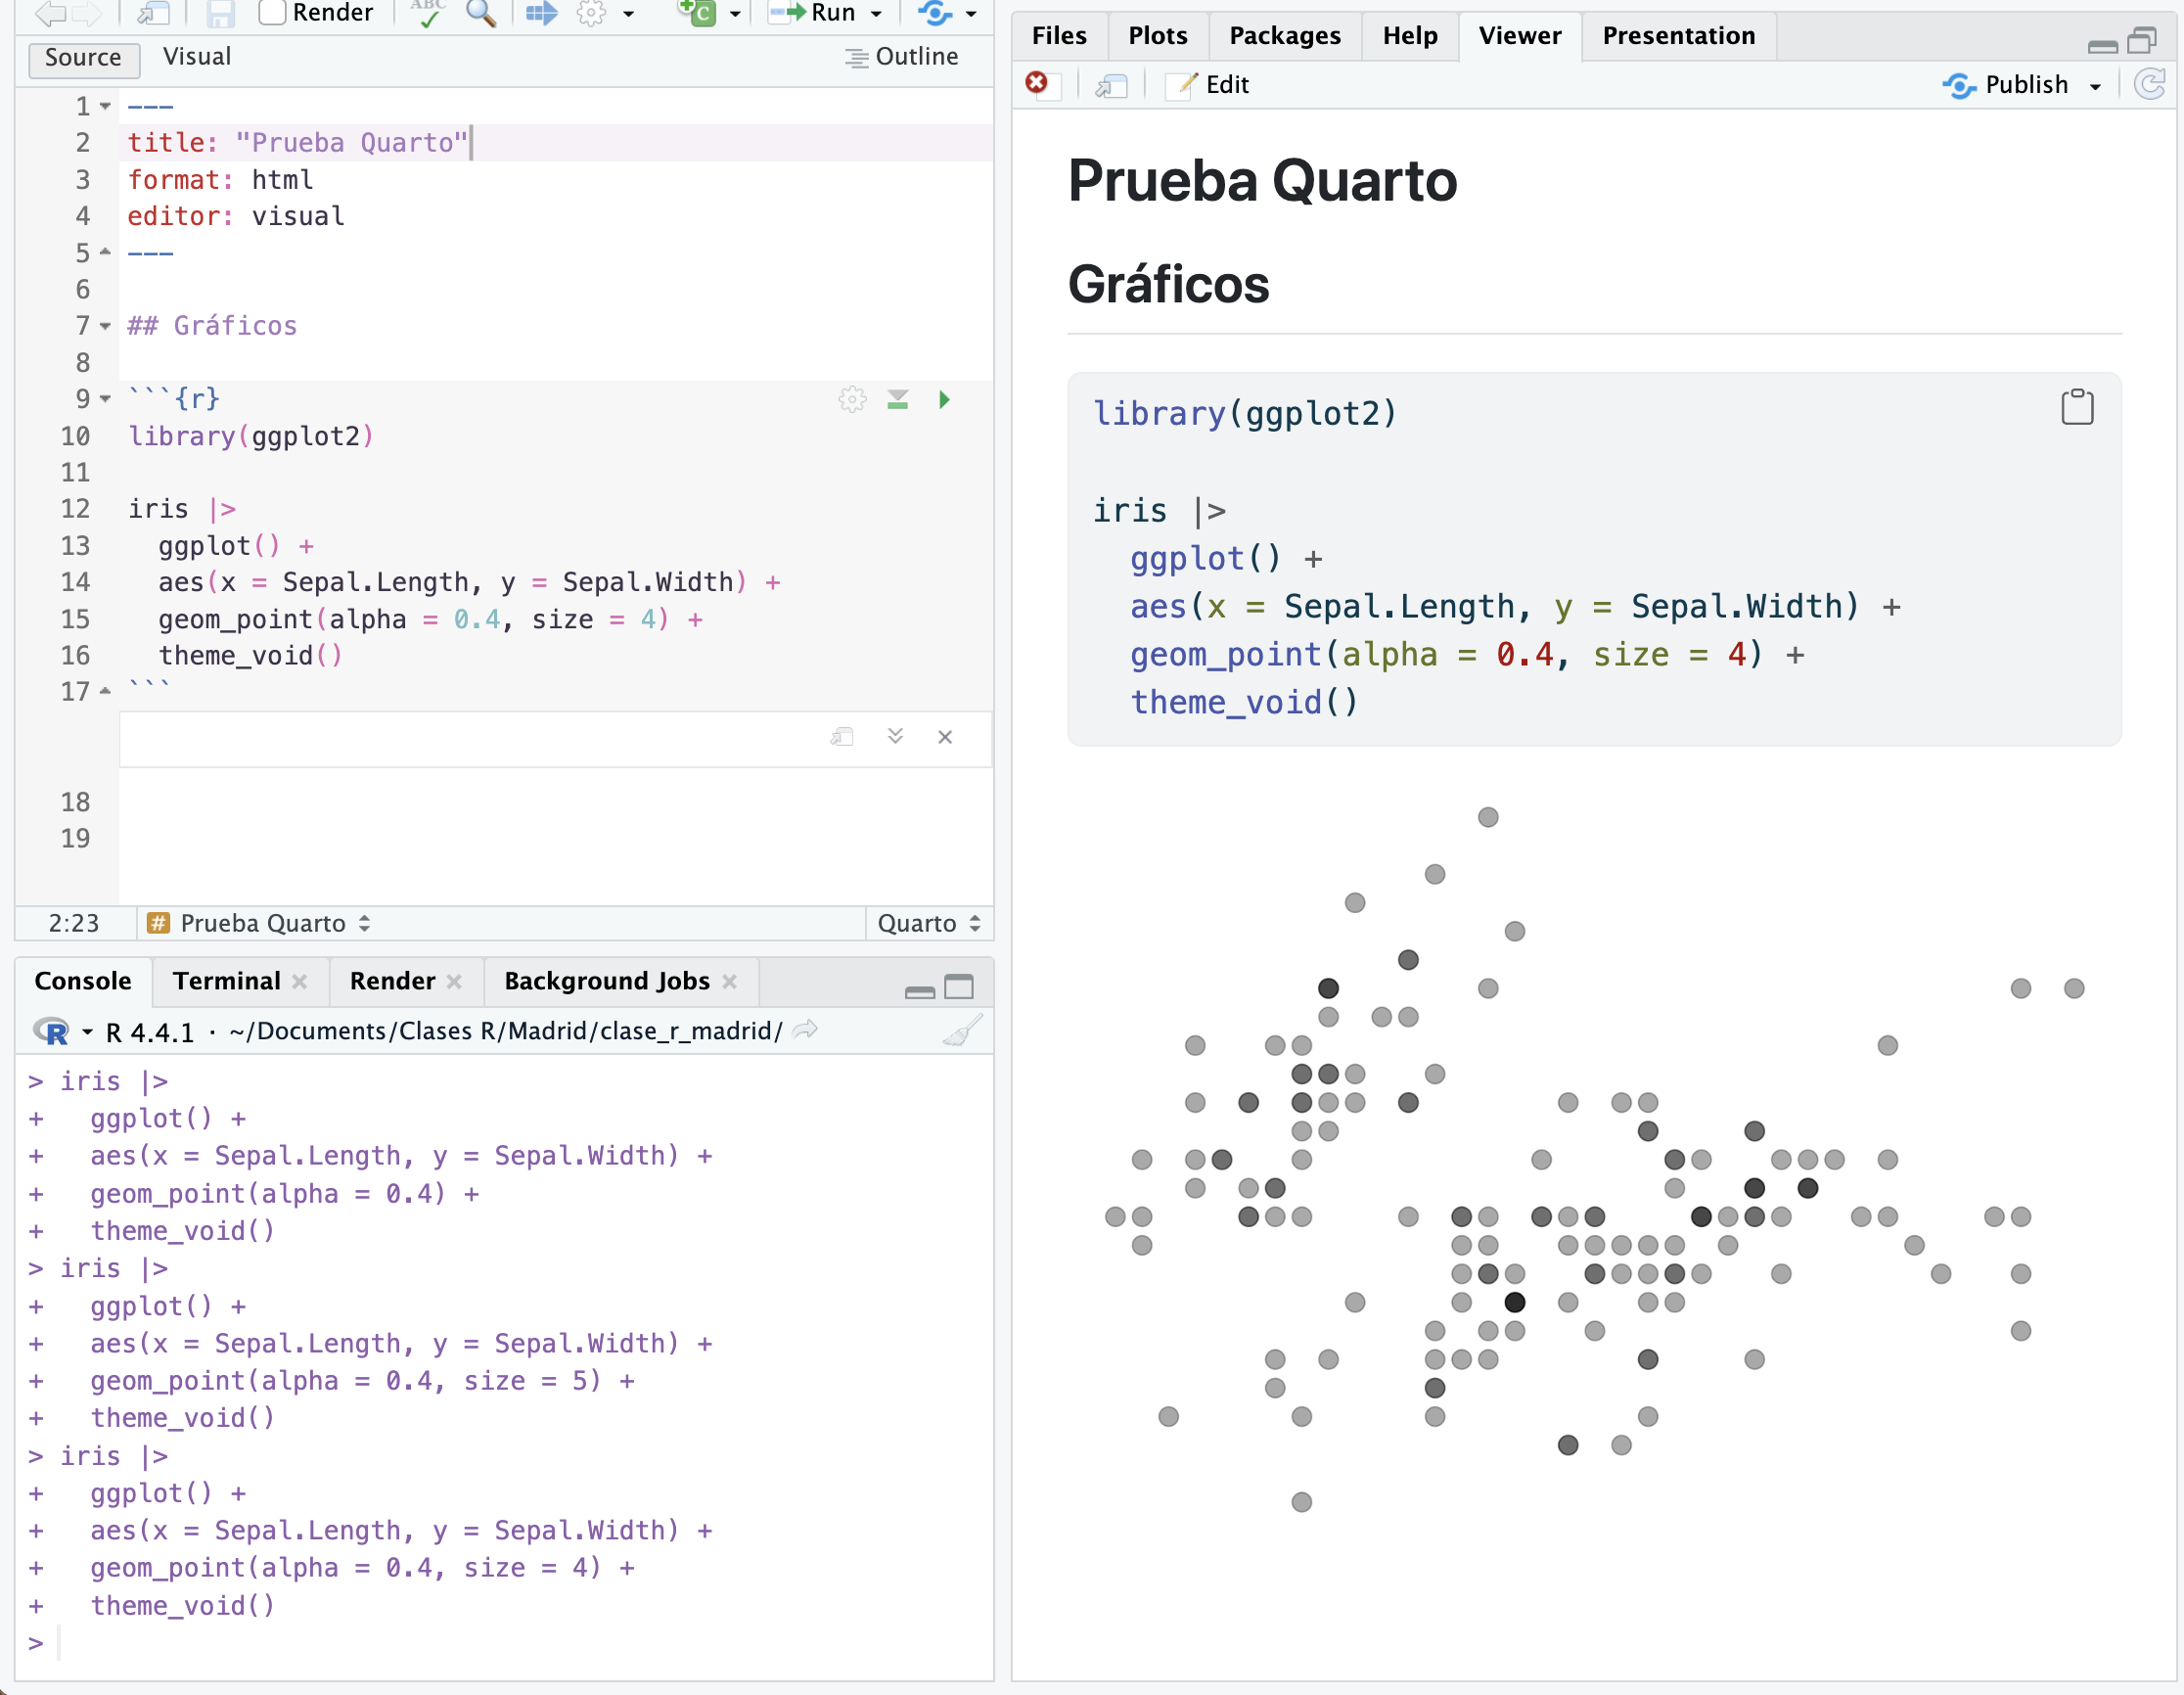 Render
ABC
Run
Source Visual Outline
1 ---
2 title: "Prueba Quarto"
3 format: html
4 editor: visual
5 ---
6
7 ## Gráficos
8
9 ```{r}
10 library(ggplot2)
11
12 iris |>
13 ggplot() +
14 aes(x = Sepal.Length, y = Sepal.Width) +
15 geom_point(alpha = 0.4, size = 4) +
16 theme_void()
17 ```
18
19
2:23 # Prueba Quarto Quarto
Console Terminal Render Background Jobs
R R 4.4.1 · ~/Documents/Clases R/Madrid/clase_r_madrid/
> iris |>
+ ggplot() +
+ aes(x = Sepal.Length, y = Sepal.Width) +
+ geom_point(alpha = 0.4) +
+ theme_void()
> iris |>
+ ggplot() +
+ aes(x = Sepal.Length, y = Sepal.Width) +
+ geom_point(alpha = 0.4, size = 5) +
+ theme_void()
> iris |>
+ ggplot() +
+ aes(x = Sepal.Length, y = Sepal.Width) +
+ geom_point(alpha = 0.4, size = 4) +
+ theme_void()
>
Files Plots Packages Help Viewer Presentation
Edit Publish
Prueba Quarto
Gráficos
library(ggplot2)
iris |>
ggplot() +
aes(x = Sepal.Length, y = Sepal.Width) +
geom_point(alpha = 0.4, size = 4) +
theme_void()